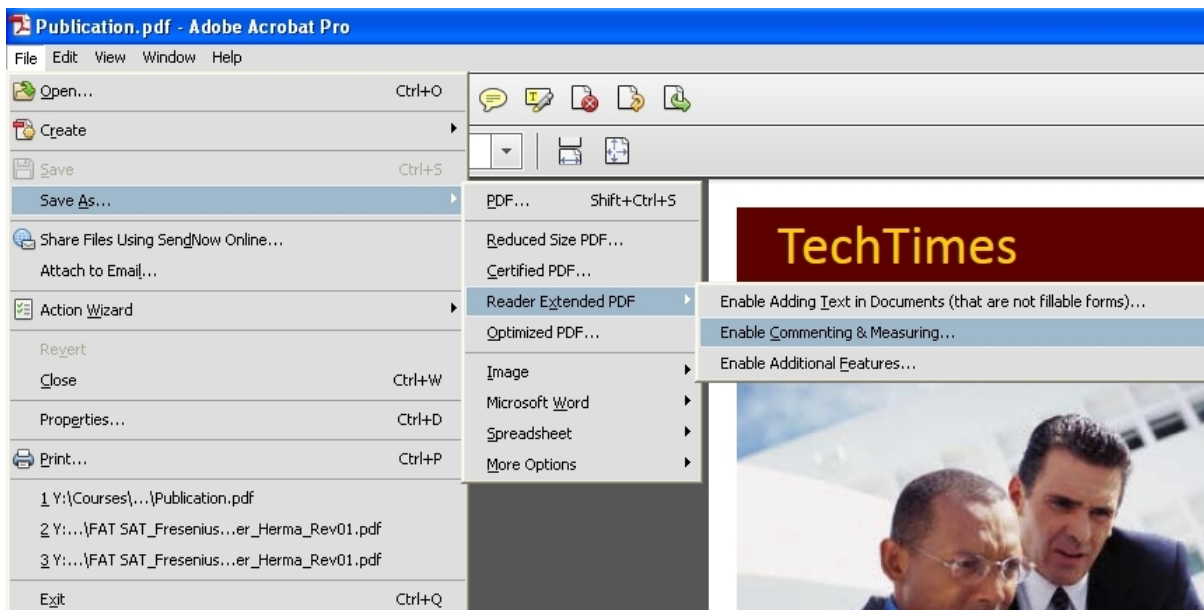 Publication.pdf - Adobe Acrobat Pro
File Edit View Window Help
Open... Ctrl+O
Create
Save Ctrl+S
Save As...
Share Files Using SendNow Online...
Attach to Email...
Action Wizard
Revert
Close Ctrl+W
Properties... Ctrl+D
Print... Ctrl+P
1 Y:\Courses\...\Publication.pdf
2 Y:...\FAT SAT_Fresenius...er_Herma_Rev01.pdf
3 Y:...\FAT SAT_Fresenius...er_Herma_Rev01.pdf
Exit Ctrl+Q
PDF... Shift+Ctrl+S
Reduced Size PDF...
Certified PDF...
Reader Extended PDF
Optimized PDF...
Image
Microsoft Word
Spreadsheet
More Options
Enable Adding Text in Documents (that are not fillable forms)...
Enable Commenting & Measuring...
Enable Additional Features...
TechTimes